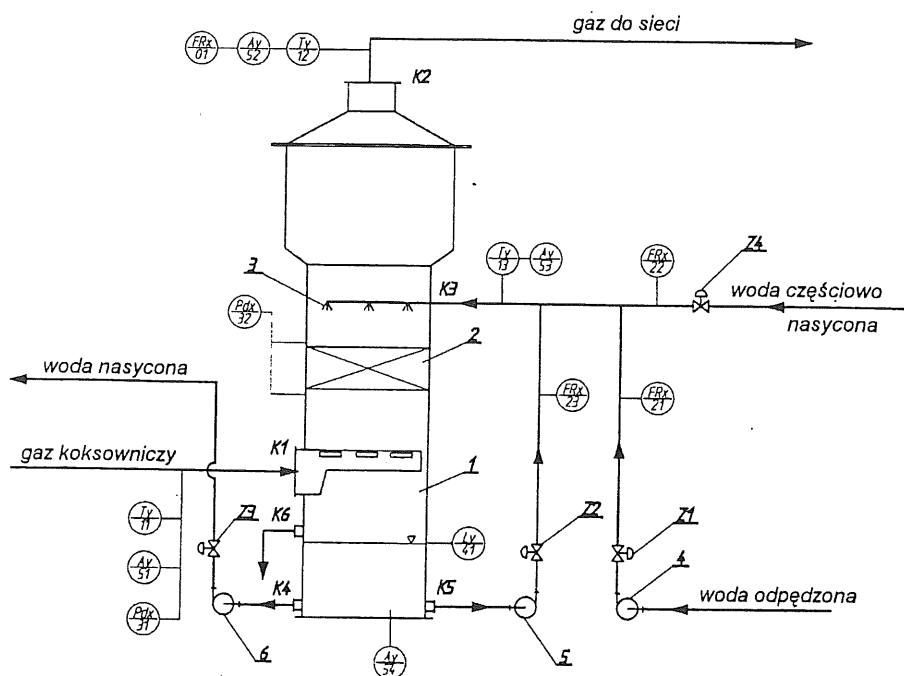 gaz do sieci
FRx
01
Ay
52
Ty
12
K2
3
K3
Ty
13
Ay
53
FRx
22
Z4
woda częściowo
nasycona
Pdx
32
2
woda nasycona
FRx
23
FRx
21
gaz koksowniczy
K1
1
Ty
11
Z3
K6
Ly
41
Z2
Z1
Ay
51
K4
K5
4
woda odpędzona
Pdx
31
6
Ay
54
5